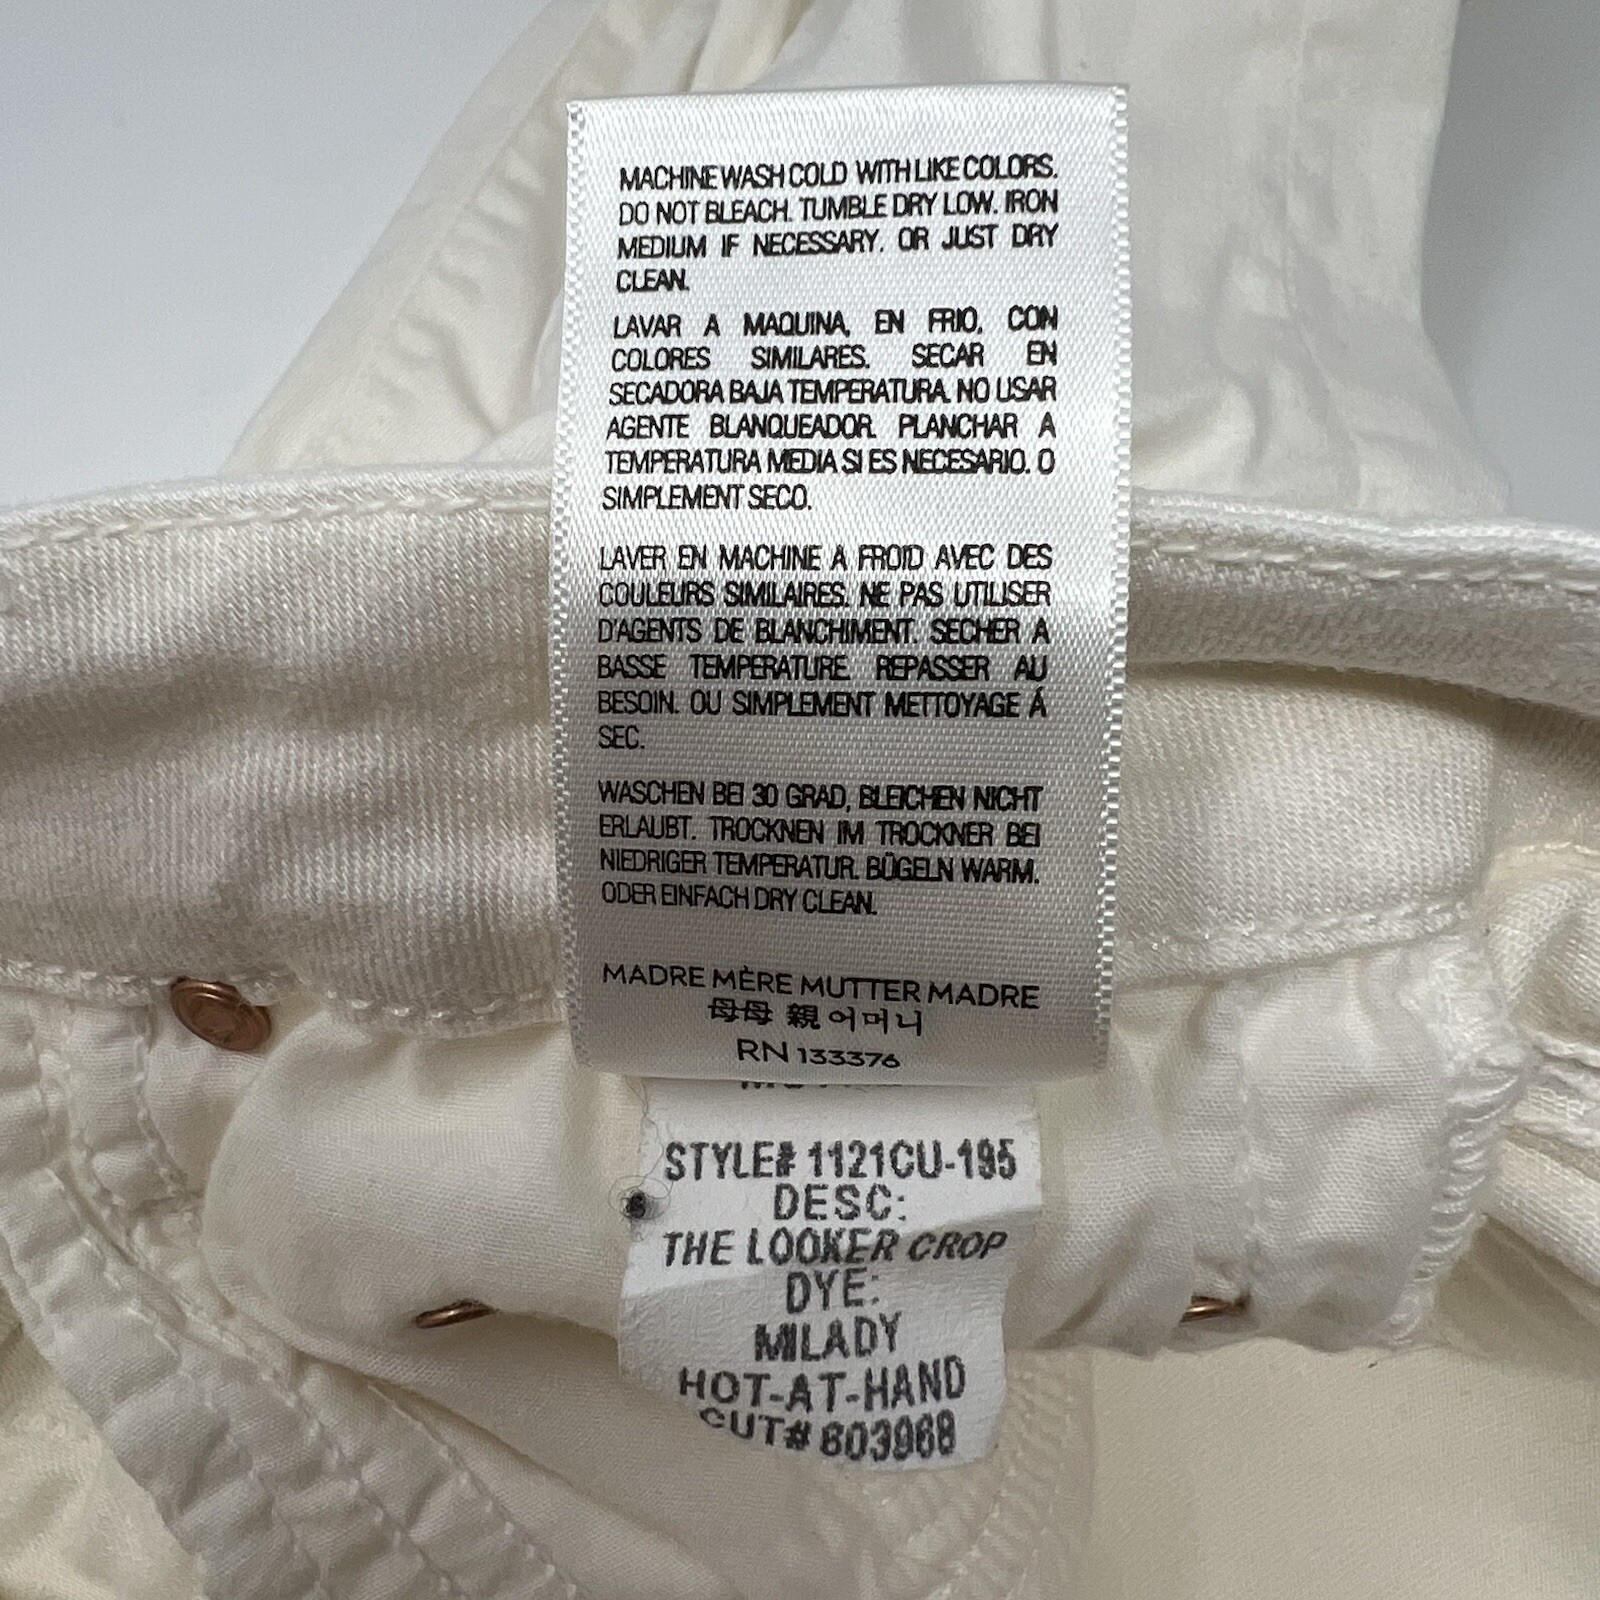 MACHINE WASH COLD WITH LIKE COLORS.
DO NOT BLEACH. TUMBLE DRY LOW. IRON
MEDIUM IF NECESSARY. OR JUST DRY
CLEAN.
LAVAR A MAQUINA, EN FRIO, CON
COLORES SIMILARES. SECAR EN
SECADORA BAJA TEMPERATURA. NO USAR
AGENTE BLANQUEADOR. PLANCHAR A
TEMPERATURA MEDIA SI ES NECESARIO. O
SIMPLEMENT SECO.
LAVER EN MACHINE A FROID AVEC DES
COULEURS SIMILAIRES. NE PAS UTILISER
D'AGENTS DE BLANCHIMENT. SECHER A
BASSE TEMPERATURE. REPASSER AU
BESOIN. OU SIMPLEMENT METTOYAGE Á
SEC.
WASCHEN BEI 30 GRAD, BLEICHEN NICHT
ERLAUBT. TROCKNEN IM TROCKNER BEI
NIEDRIGER TEMPERATUR. BÜGELN WARM.
ODER EINFACH DRY CLEAN.
MADRE MÈRE MUTTER MADRE
母母 親 어머니
RN 133376
STYLE# 1121CU-195
DESC:
THE LOOKER CROP
DYE:
MILADY
HOT-AT-HAND
CUT# 603968